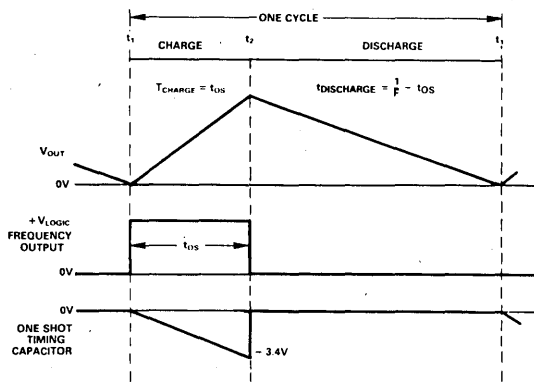 ONE CYCLE
t1 t2 t1
CHARGE DISCHARGE
TCHARGE = tOS tDISCHARGE = 1/F - tOS
VOUT
0V
+ VLOGIC
FREQUENCY
OUTPUT
tOS
0V
0V
ONE SHOT
TIMING
CAPACITOR
- 3.4V